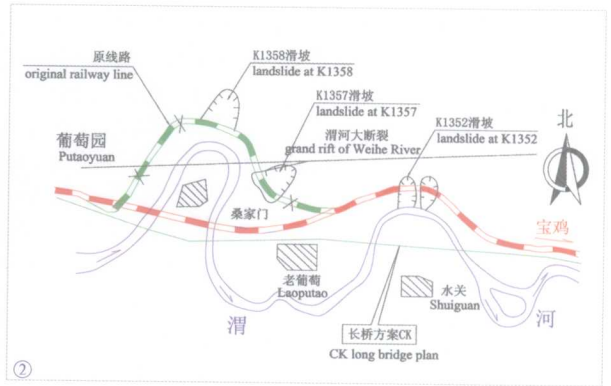 原线路
original railway line
K1358滑坡
landslide at K1358
K1357滑坡
landslide at K1357
渭河大断裂
grand rift of Weihe River
K1352滑坡
landslide at K1352
北
葡萄园
Putaoyuan
桑家门
宝鸡
老葡萄
Laoputao
水关
Shuiguan
渭
河
长桥方案CK
CK long bridge plan
②